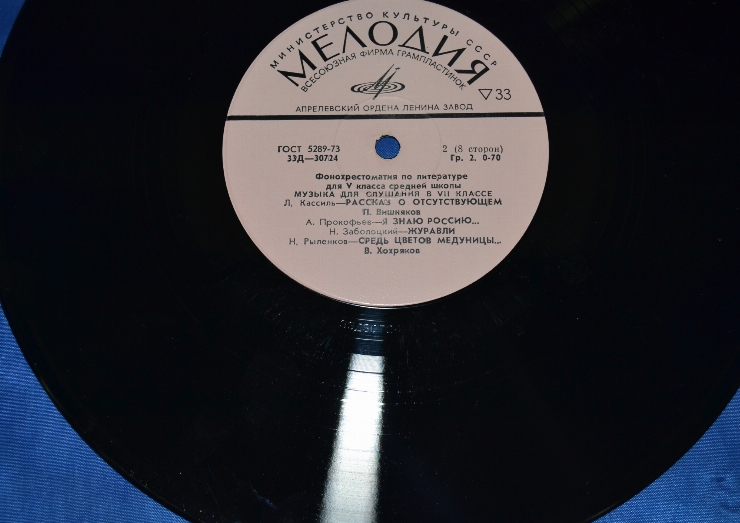 МИНИСТЕРСТВО КУЛЬТУРЫ СССР
МЕЛОДИЯ
ВСЕСОЮЗНАЯ ФИРМА ГРАМПЛАСТИНОК
▽33
АПРЕЛЕВСКИЙ ОРДЕНА ЛЕНИНА ЗАВОД
ГОСТ 5289-73 2 (8 сторон)
33Д—30724 Гр. 2. 0-70
Фонохрестоматия по литературе
для V класса средней школы
МУЗЫКА ДЛЯ СЛУШАНИЯ В VII КЛАССЕ
Л. Кассиль—РАССКАЗ О ОТСУТСТВУЮЩЕМ
П. Вишняков
А. Прокофьев—Я ЗНАЮ РОССИЮ...
Н. Заболоцкий—ЖУРАВЛИ
Н. Рыленков—СРЕДЬ ЦВЕТОВ МЕДУНИЦЫ...
В. Хохряков